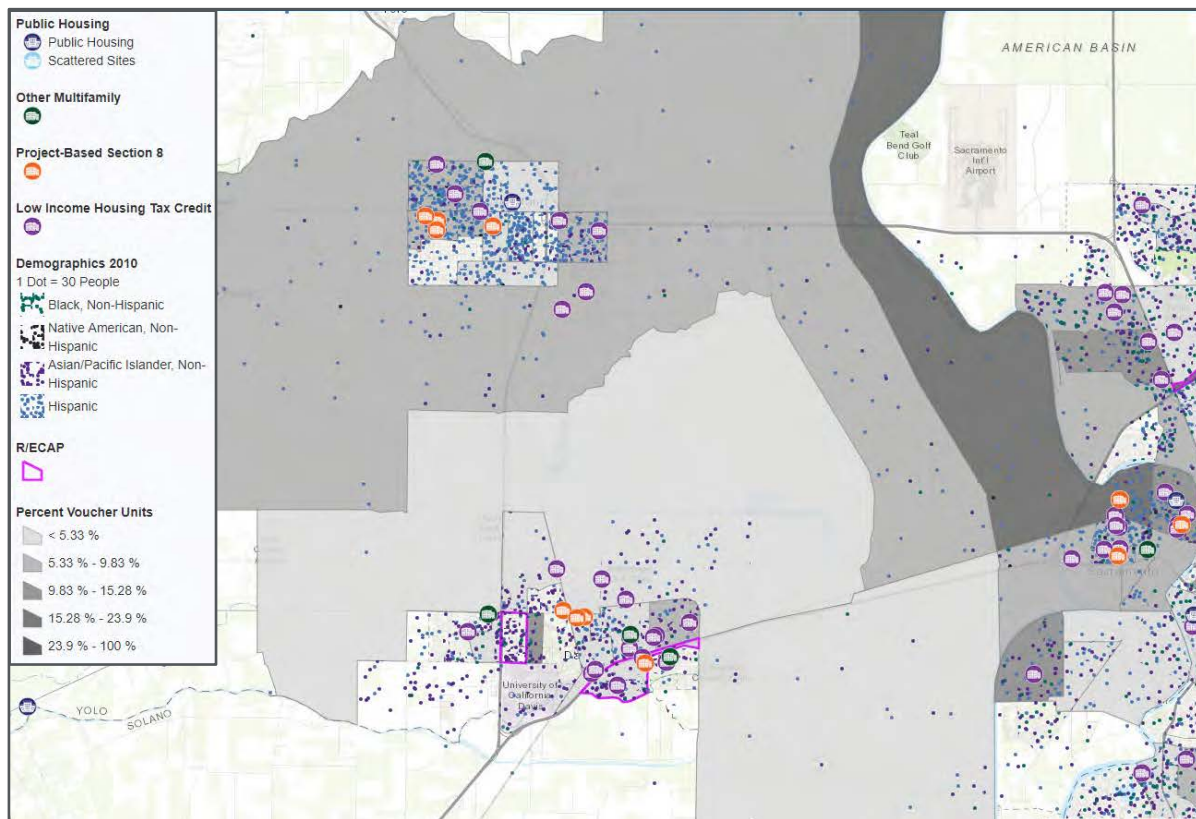 Public Housing
Public Housing
Scattered Sites
Other Multifamily
Project-Based Section 8
Low Income Housing Tax Credit
Demographics 2010
1 Dot = 30 People
Black, Non-Hispanic
Native American, Non-
Hispanic
Asian/Pacific Islander, Non-
Hispanic
Hispanic
R/ECAP
Percent Voucher Units
< 5.33 %
5.33 % - 9.83 %
9.83 % - 15.28 %
15.28 % - 23.9 %
23.9 % - 100 %
AMERICAN BASIN
Teal
Bend Golf
Club
Sacramento
Int'l
Airport
Sacramento
University of
California
Davis
YOLO
SOLANO